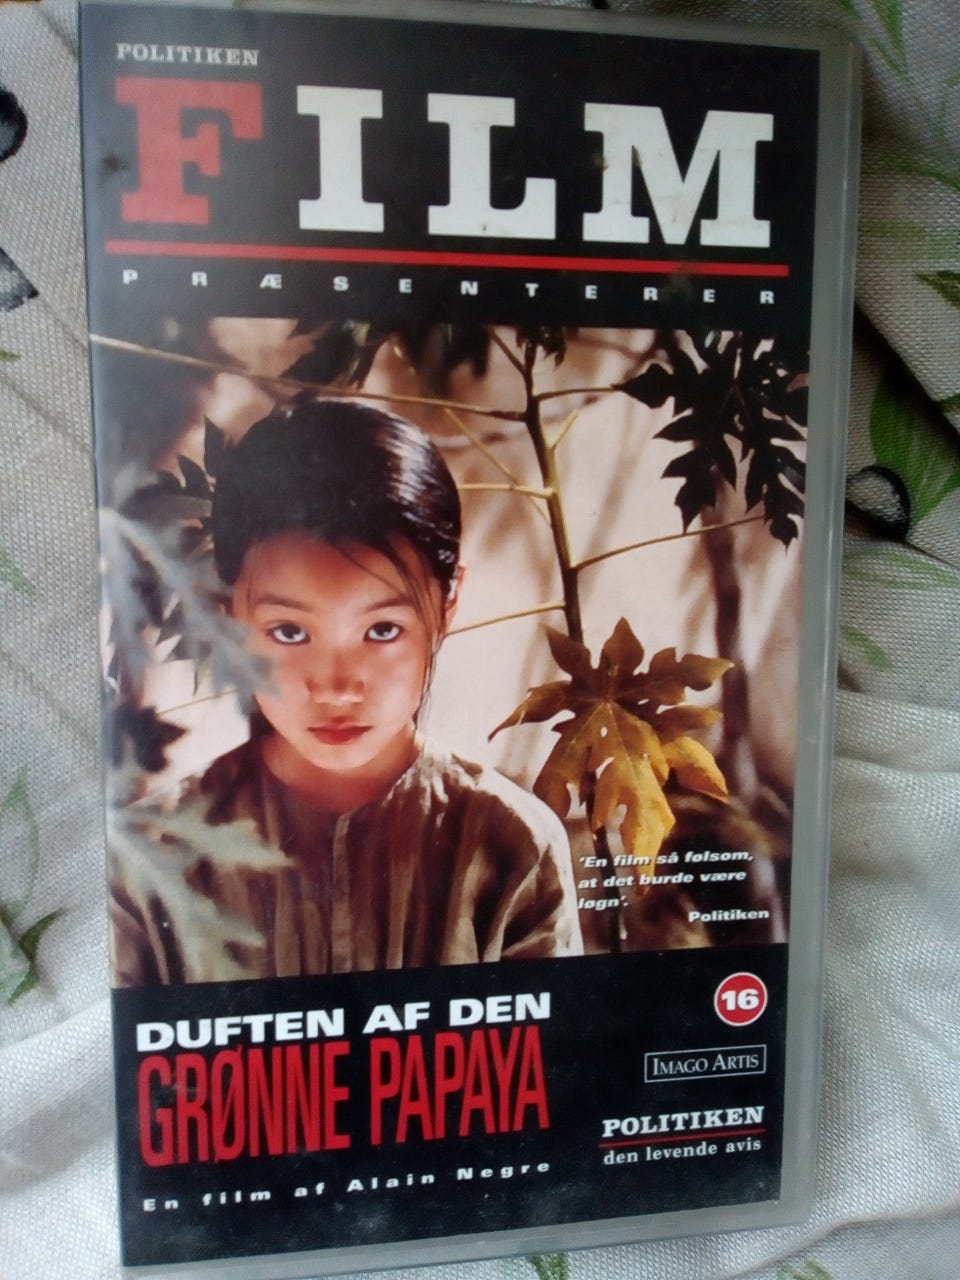 POLITIKEN
FILM
PRÆSENTERER
'En film så følsom,
at det burde være
løgn'.
Politiken
DUFTEN AF DEN
GRØNNE PAPAYA
En film af Alain Negre
16
IMAGO ARTIS
POLITIKEN
den levende avis